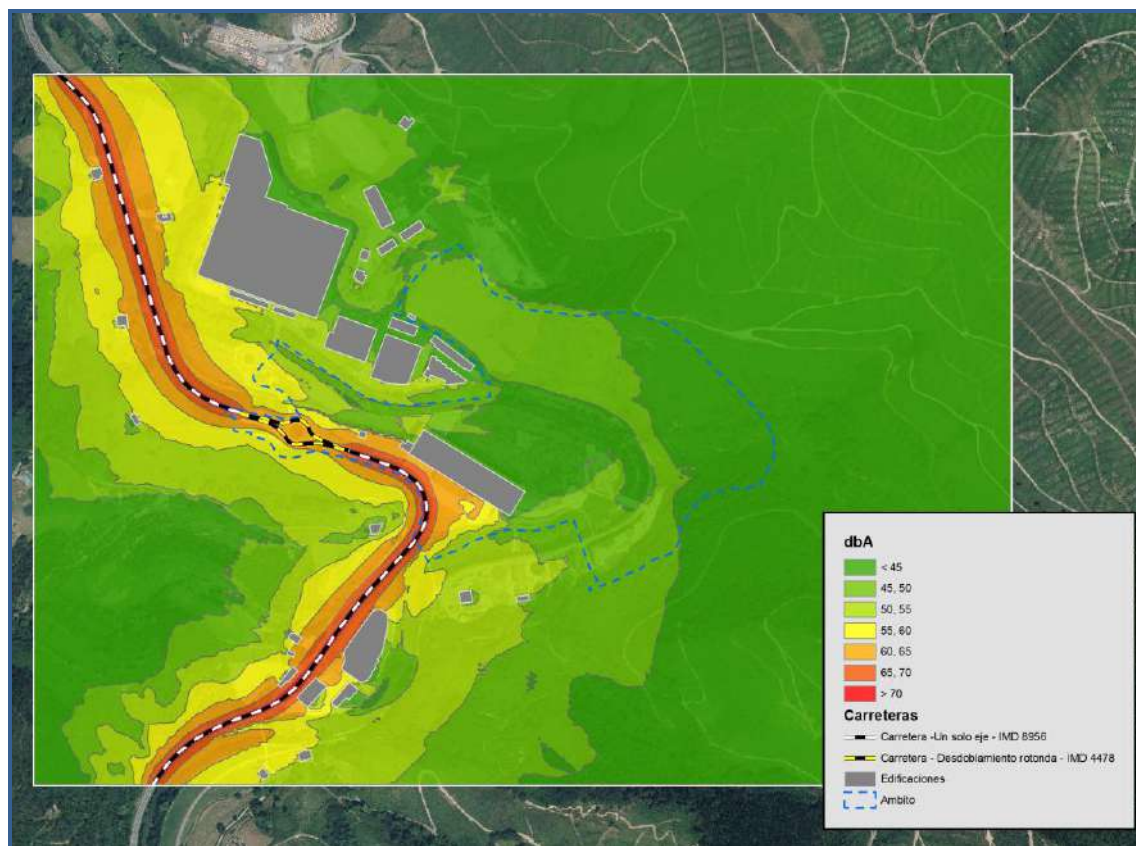 dbA
< 45
45, 50
50, 55
55, 60
60, 65
65, 70
> 70
Carreteras
Carretera -Un solo eje - IMD 8956
Carretera - Desdoblamiento rotonda - IMD 4478
Edificaciones
Ambito